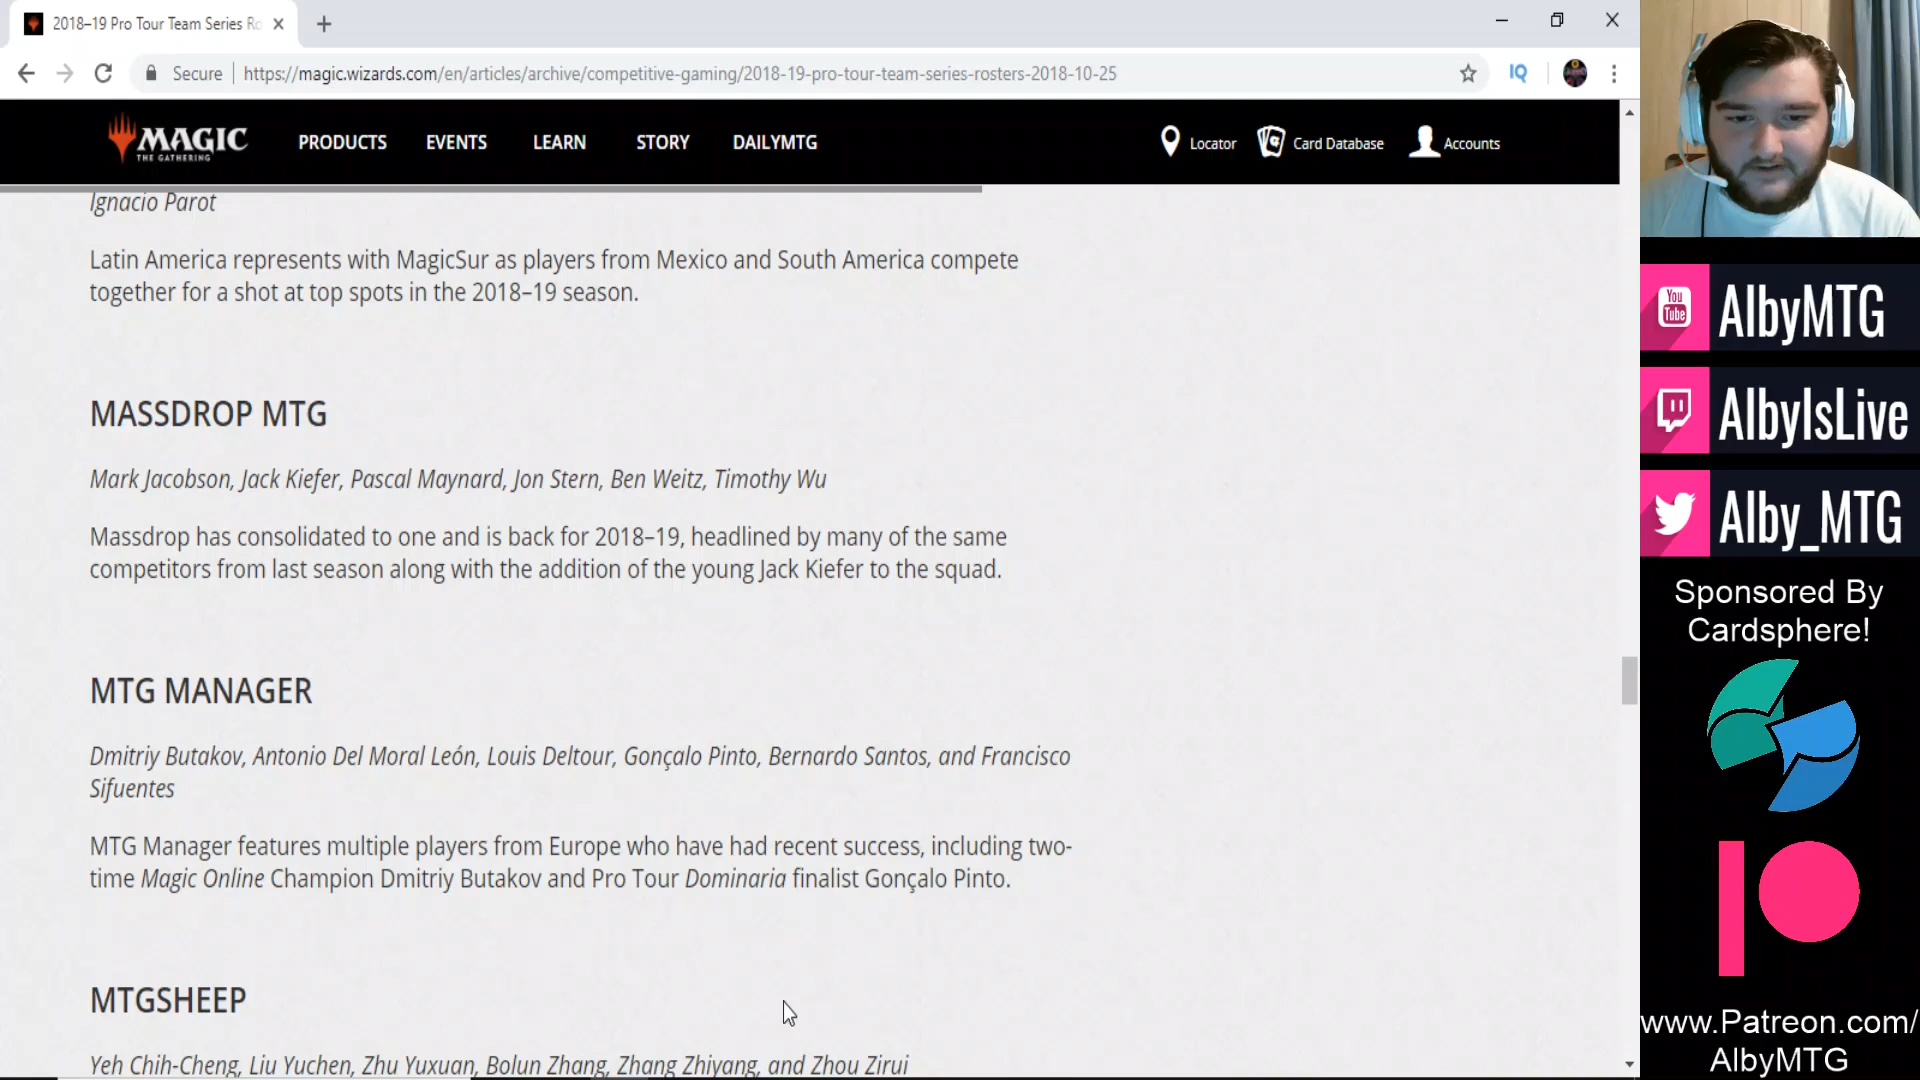 2018–19 Pro Tour Team Series Ro
Secure
https://magic.wizards.com/en/articles/archive/competitive-gaming/2018-19-pro-tour-team-series-rosters-2018-10-25
IQ
MAGIC
THE GATHERING
PRODUCTS
EVENTS
LEARN
STORY
DAILYMTG
Locator
Card Database
Accounts
Ignacio Parot
Latin America represents with MagicSur as players from Mexico and South America compete
together for a shot at top spots in the 2018–19 season.
MASSDROP MTG
Mark Jacobson, Jack Kiefer, Pascal Maynard, Jon Stern, Ben Weitz, Timothy Wu
Massdrop has consolidated to one and is back for 2018–19, headlined by many of the same
competitors from last season along with the addition of the young Jack Kiefer to the squad.
MTG MANAGER
Dmitriy Butakov, Antonio Del Moral León, Louis Deltour, Gonçalo Pinto, Bernardo Santos, and Francisco
Sifuentes
MTG Manager features multiple players from Europe who have had recent success, including two-
time Magic Online Champion Dmitriy Butakov and Pro Tour Dominaria finalist Gonçalo Pinto.
MTGSHEEP
Yeh Chih-Cheng, Liu Yuchen, Zhu Yuxuan, Bolun Zhang, Zhang Zhiyang, and Zhou Zirui
You
Tube
AlbyMTG
AlbyIsLive
Alby_MTG
Sponsored By
Cardsphere!
www.Patreon.com/
AlbyMTG